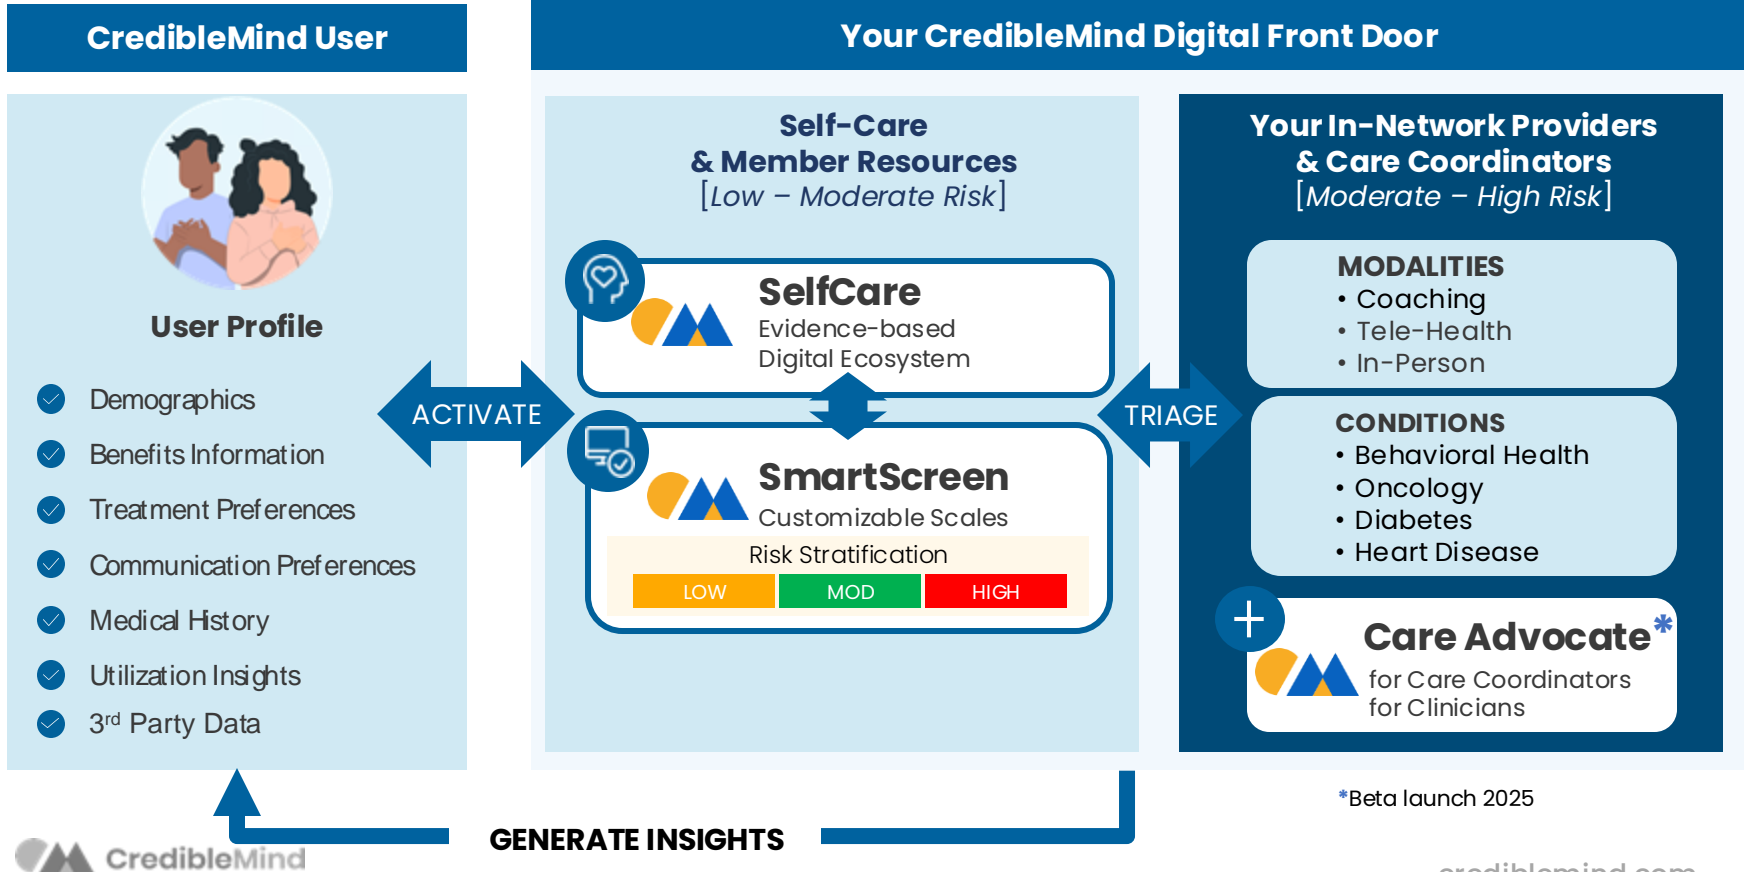 CredibleMind User
User Profile
Demographics
Benefits Information
Treatment Preferences
Communication Preferences
Medical History
Utilization Insights
3rd Party Data
ACTIVATE
Your CredibleMind Digital Front Door
Self-Care
& Member Resources
[Low – Moderate Risk]
SelfCare
Evidence-based
Digital Ecosystem
SmartScreen
Customizable Scales
Risk Stratification
LOW MOD HIGH
TRIAGE
Your In-Network Providers
& Care Coordinators
[Moderate – High Risk]
MODALITIES
• Coaching
• Tele-Health
• In-Person
CONDITIONS
• Behavioral Health
• Oncology
• Diabetes
• Heart Disease
Care Advocate*
for Care Coordinators
for Clinicians
*Beta launch 2025
GENERATE INSIGHTS
CredibleMind
crediblemind.com